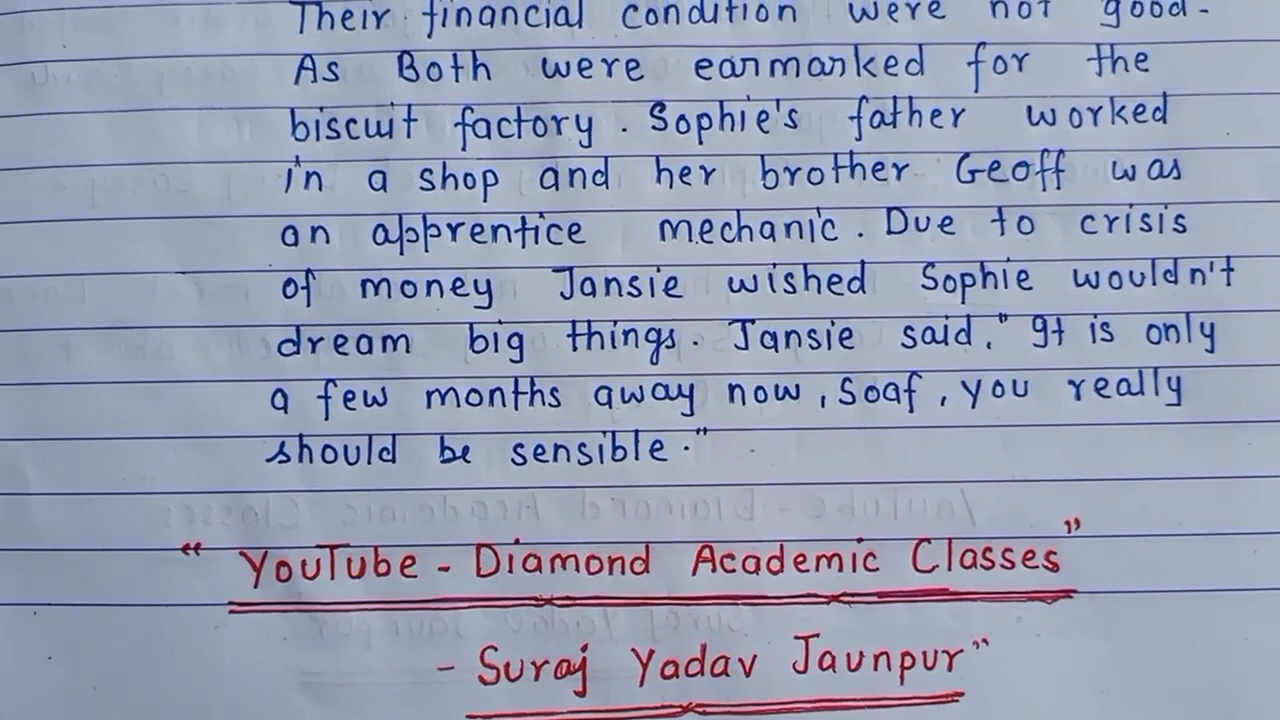 Their financial condition were not good.
As Both were earmarked for the
biscuit factory. Sophie's father worked
in a shop and her brother Geoff was
an apprentice mechanic. Due to crisis
of money Jansie wished Sophie wouldn't
dream big things. Jansie said, "It is only
a few months away now, Soaf, you really
should be sensible."
"YouTube - Diamond Academic Classes"
- Suraj Yadav Jaunpur"